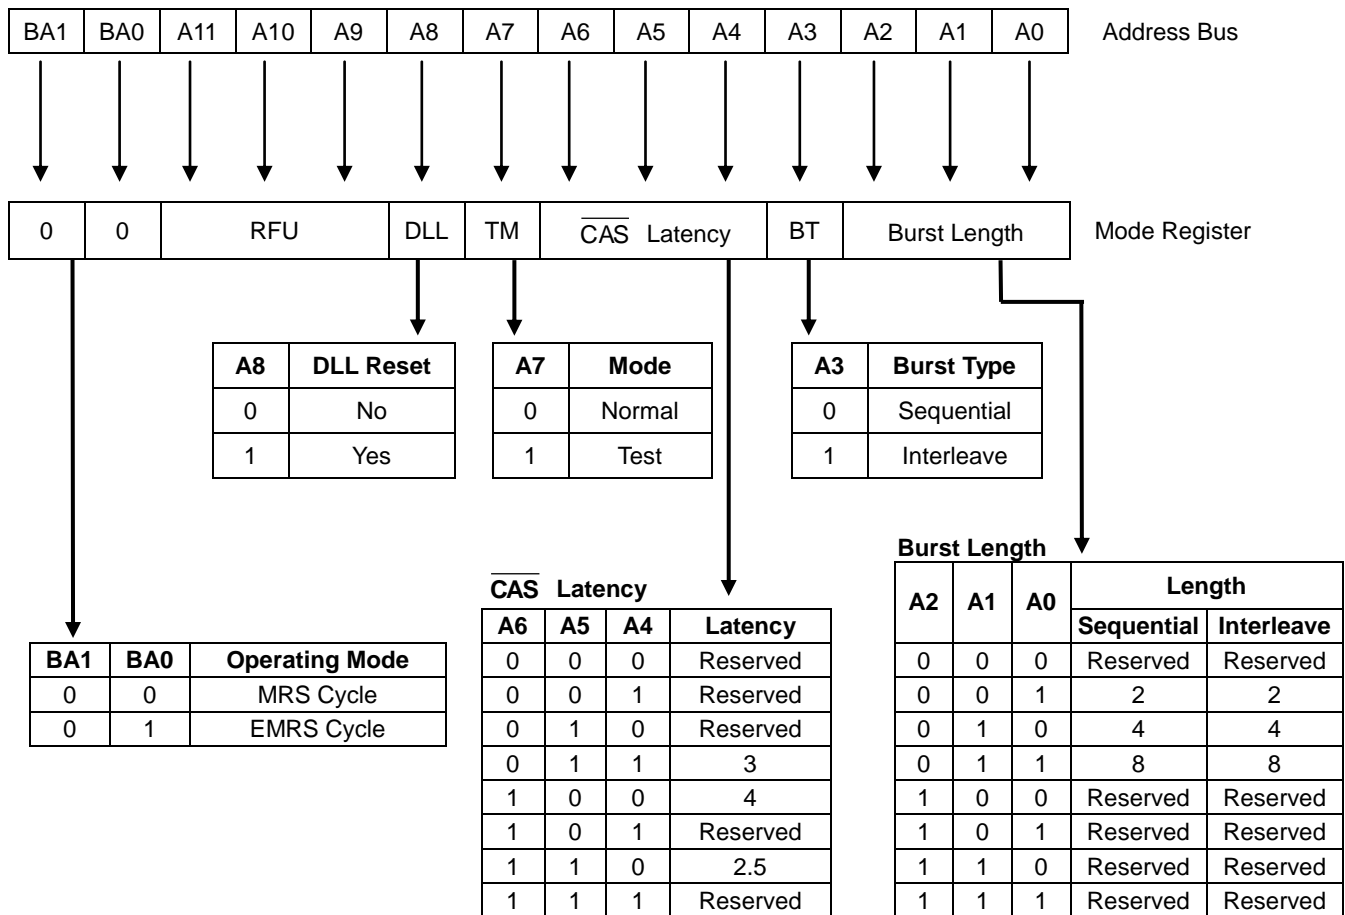 BA1 BA0 A11 A10 A9 A8 A7 A6 A5 A4 A3 A2 A1 A0 Address Bus
0 0 RFU DLL TM CAS Latency BT Burst Length Mode Register
A8 DLL Reset
0 No
1 Yes
A7 Mode
0 Normal
1 Test
A3 Burst Type
0 Sequential
1 Interleave
BA1 BA0 Operating Mode
0 0 MRS Cycle
0 1 EMRS Cycle
CAS Latency
A6 A5 A4 Latency
0 0 0 Reserved
0 0 1 Reserved
0 1 0 Reserved
0 1 1 3
1 0 0 4
1 0 1 Reserved
1 1 0 2.5
1 1 1 Reserved
Burst Length
A2 A1 A0 Length
Sequential Interleave
0 0 0 Reserved Reserved
0 0 1 2 2
0 1 0 4 4
0 1 1 8 8
1 0 0 Reserved Reserved
1 0 1 Reserved Reserved
1 1 0 Reserved Reserved
1 1 1 Reserved Reserved